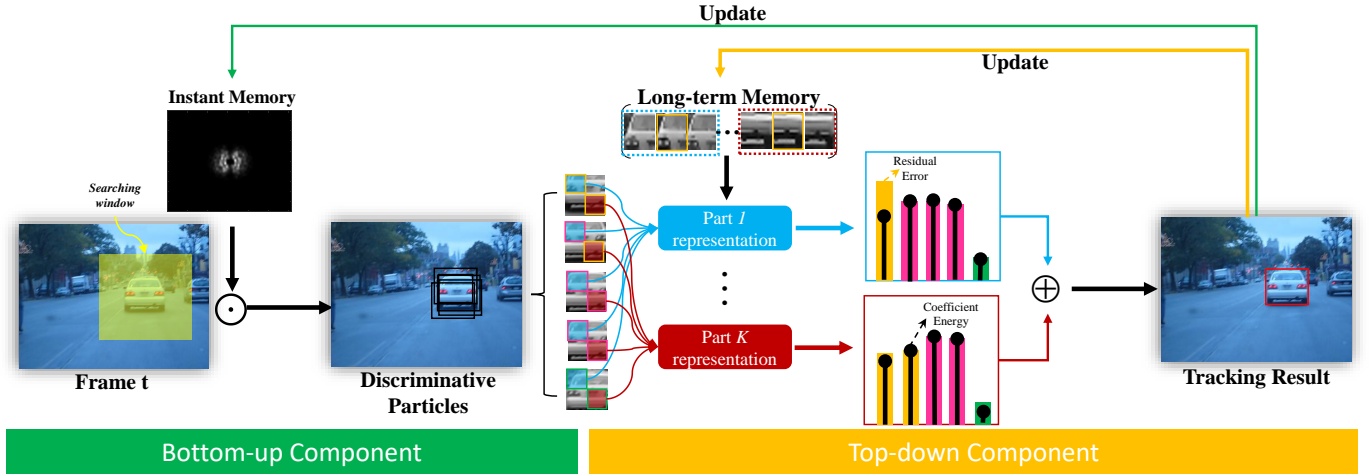 Update
Update
Instant Memory
Long-term Memory
Searching
window
Residual
Error
Part 1
representation
Coefficient
Energy
Part K
representation
Frame t
Discriminative
Particles
Tracking Result
Bottom-up Component
Top-down Component